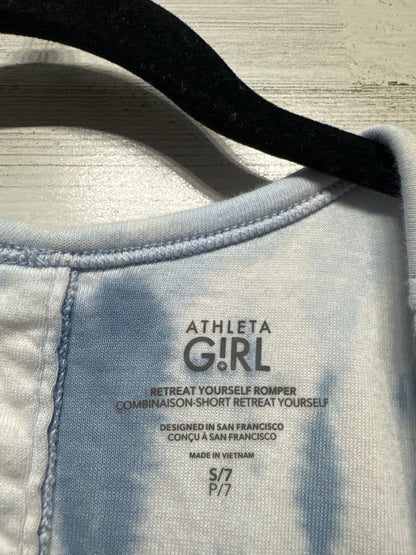 ATHLETA
G!RL
RETREAT YOURSELF ROMPER
COMBINAISON-SHORT RETREAT YOURSELF
DESIGNED IN SAN FRANCISCO
CONÇU À SAN FRANCISCO
MADE IN VIETNAM
S/7
P/7